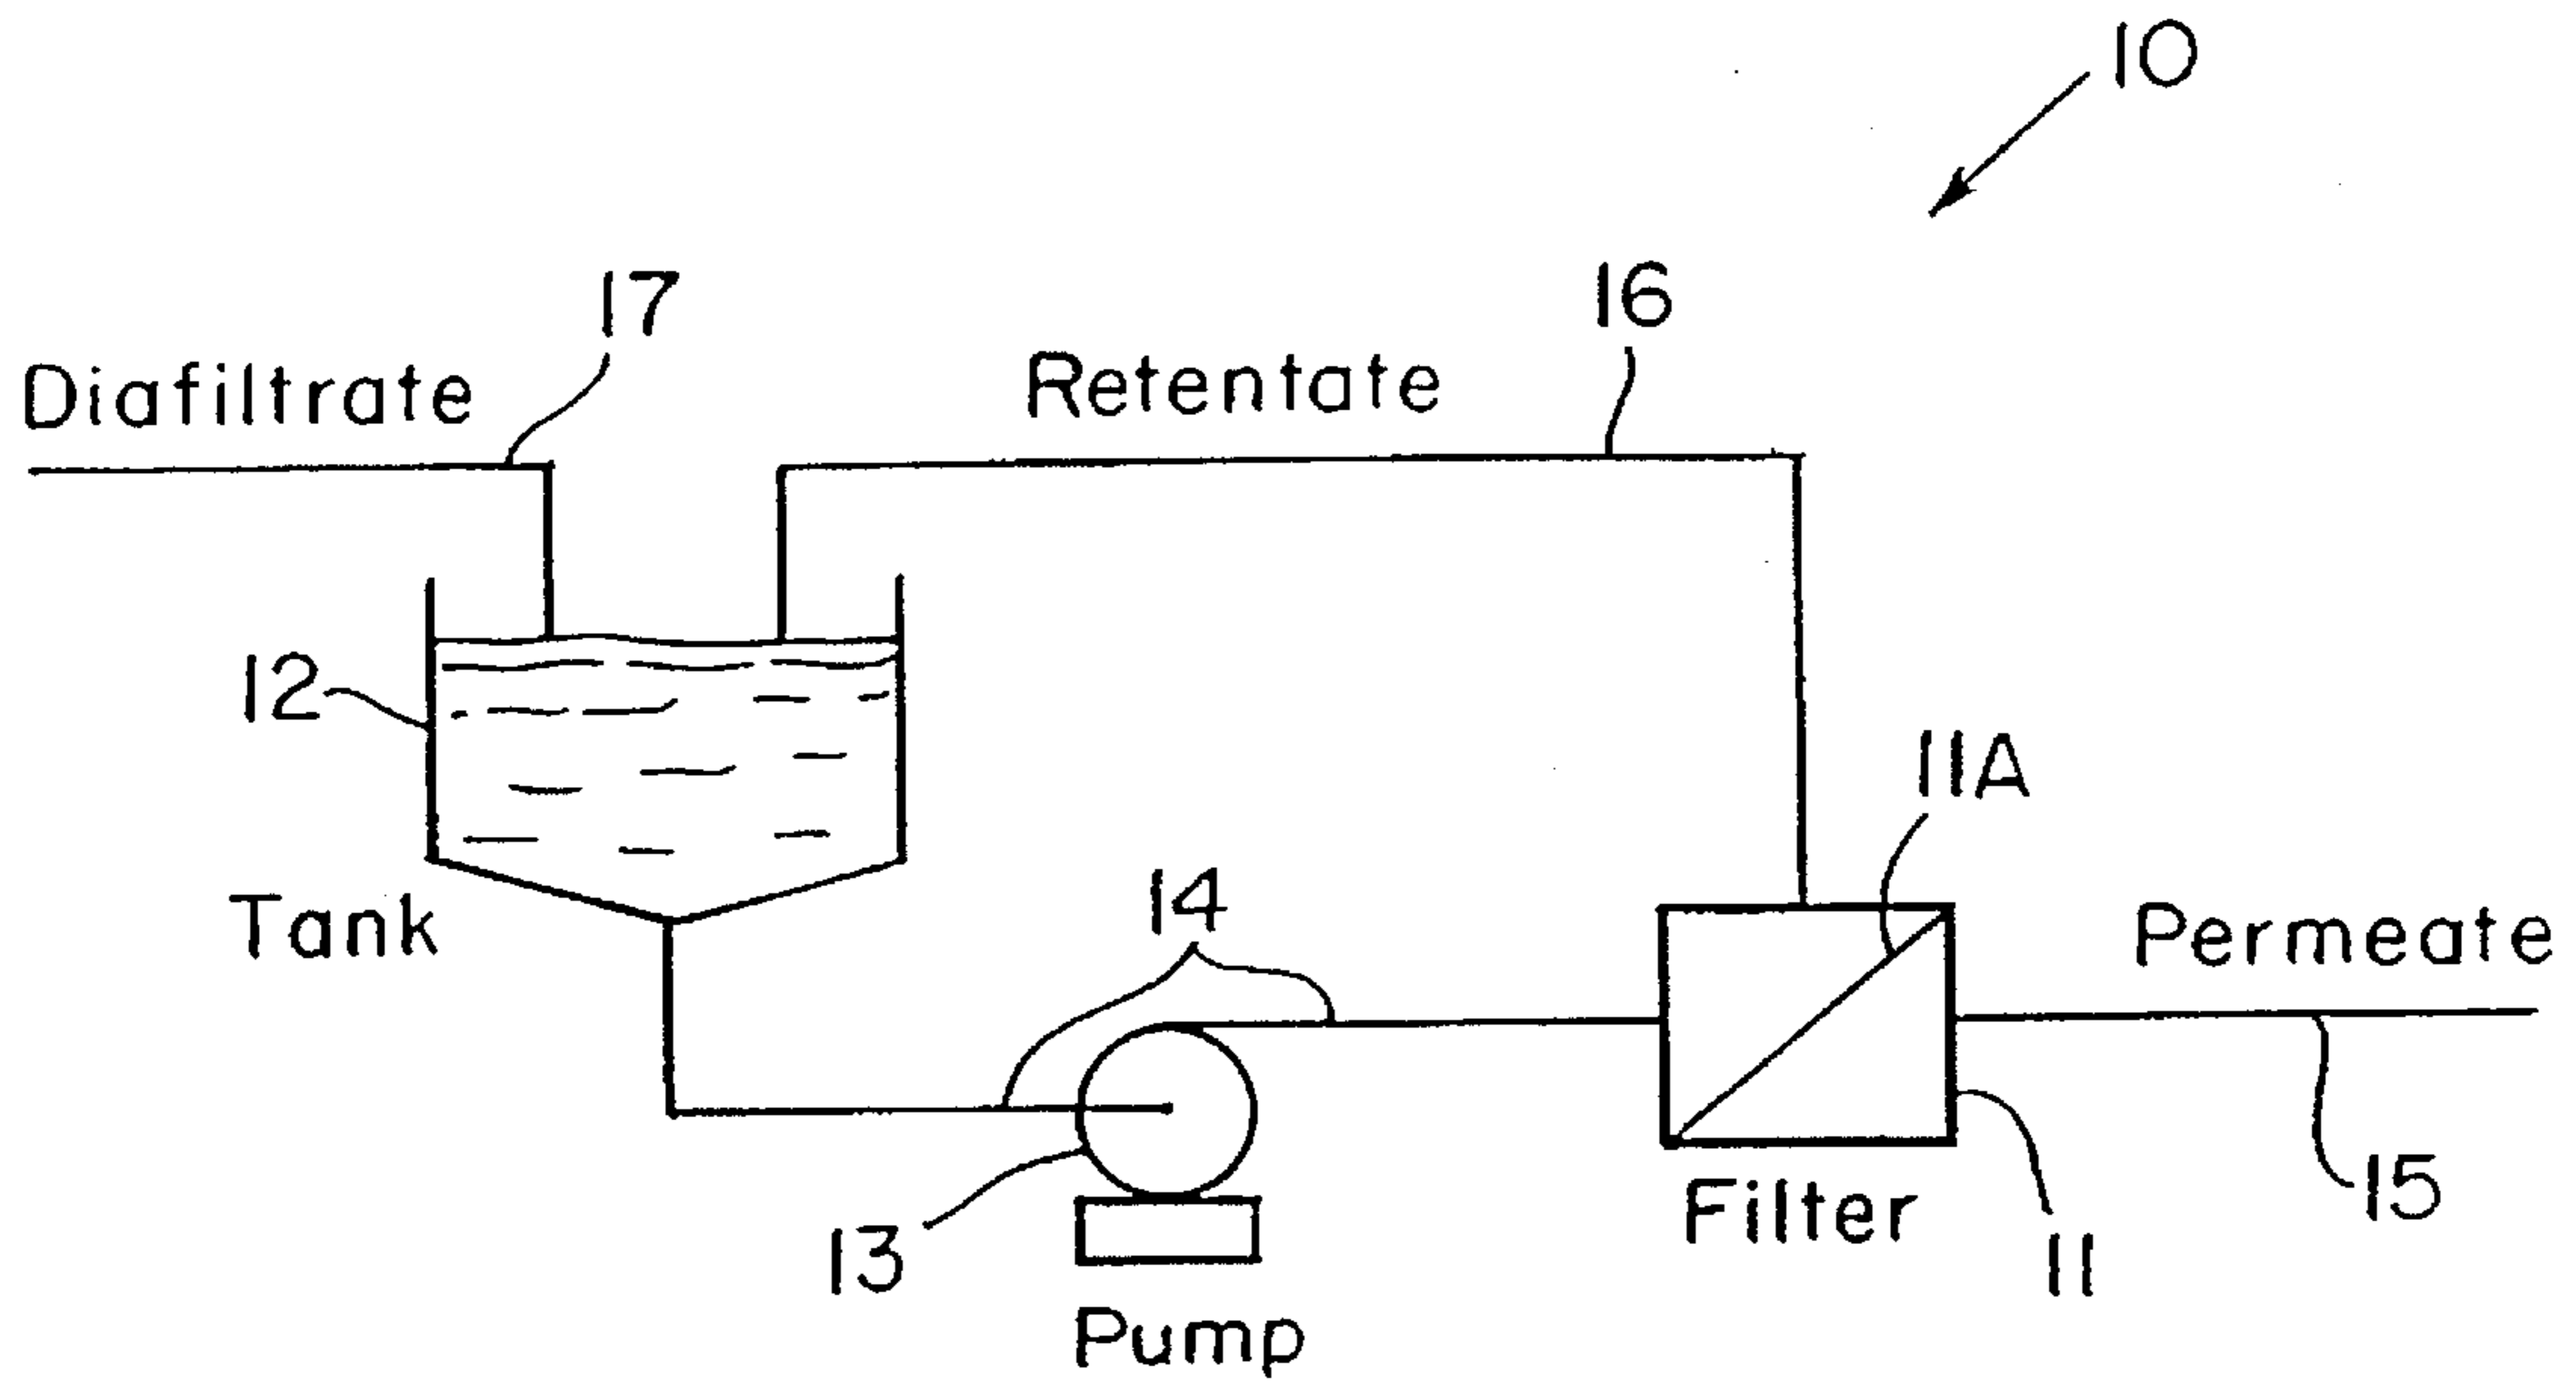 10
17
16
Diafiltrate
Retentate
12
11A
Tank
14
Permeate
13
Filter
15
11
Pump